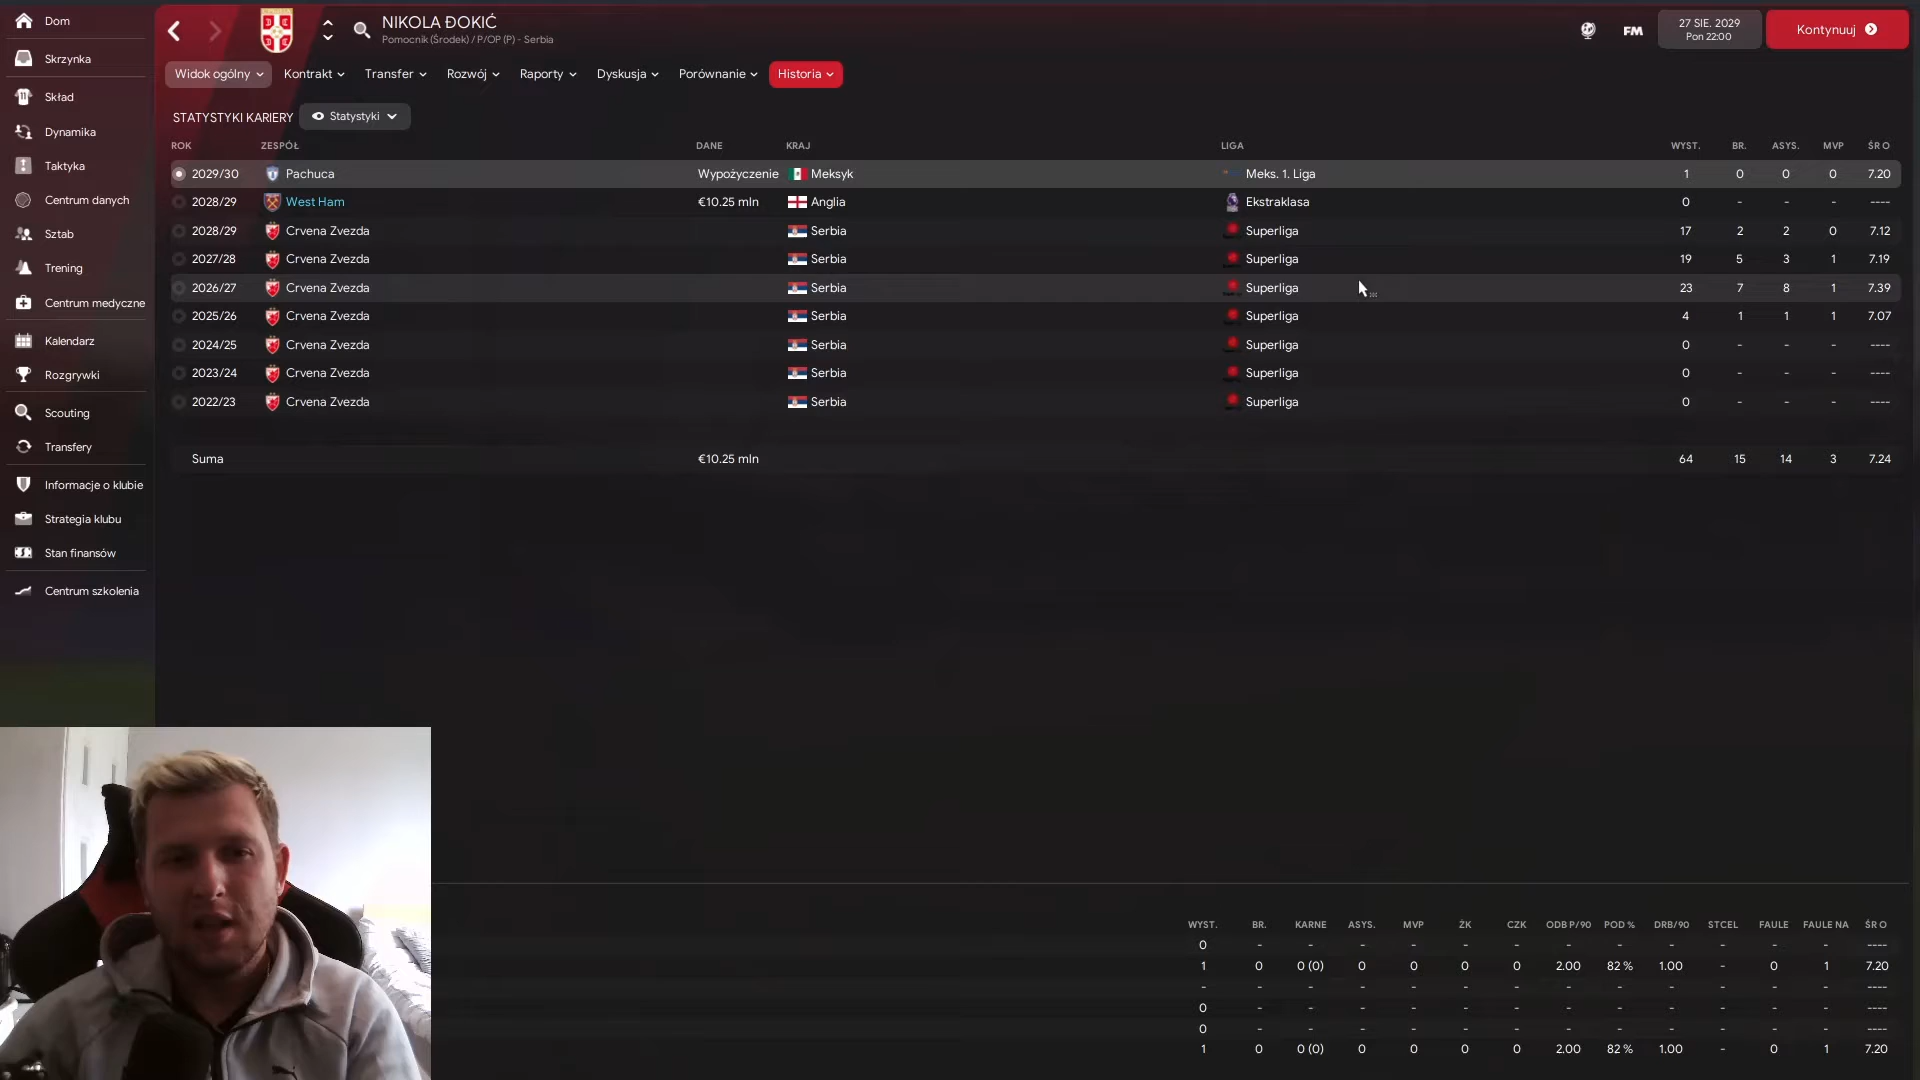 Dom
Skrzynka
Skład
Dynamika
Taktyka
Centrum danych
Sztab
Trening
Centrum medyczne
Kalendarz
Rozgrywki
Scouting
Transfery
Informacje o klubie
Strategia klubu
Stan finansów
Centrum szkolenia
NIKOLA ĐOKIĆ
Pomocnik (Środek) / P/OP (P) - Serbia
FM
27 SIE. 2029
Pon 22:00
Kontynuuj
Widok ogólny Kontrakt Transfer Rozwój Raporty Dyskusja Porównanie Historia
STATYSTYKI KARIERY Statystyki
ROK ZESPÓŁ DANE KRAJ LIGA WYST. BR. ASYS. MVP ŚR O
2029/30 Pachuca Wypożyczenie Meksyk Meks. 1. Liga 1 0 0 0 7.20
2028/29 West Ham €10.25 mln Anglia Ekstraklasa 0 - - - ----
2028/29 Crvena Zvezda Serbia Superliga 17 2 2 0 7.12
2027/28 Crvena Zvezda Serbia Superliga 19 5 3 1 7.19
2026/27 Crvena Zvezda Serbia Superliga 23 7 8 1 7.39
2025/26 Crvena Zvezda Serbia Superliga 4 1 1 1 7.07
2024/25 Crvena Zvezda Serbia Superliga 0 - - - ----
2023/24 Crvena Zvezda Serbia Superliga 0 - - - ----
2022/23 Crvena Zvezda Serbia Superliga 0 - - - ----
Suma €10.25 mln 64 15 14 3 7.24
WYST. BR. KARNE ASYS. MVP ŻK CZK ODB P/90 POD % DRB/90 STCEL FAULE FAULE NA ŚR O
0 - - - - - - - - - - - - ----
1 0 0 (0) 0 0 0 0 2.00 82 % 1.00 - 0 1 7.20
- - - - - - - - - - - - - ----
0 - - - - - - - - - - - - ----
0 - - - - - - - - - - - - ----
1 0 0 (0) 0 0 0 0 2.00 82 % 1.00 - 0 1 7.20